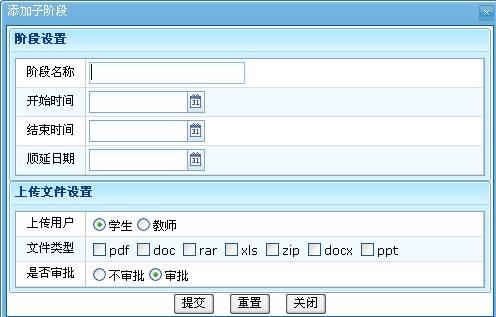 添加子阶段
阶段设置
阶段名称
开始时间 31
结束时间 31
顺延日期 31
上传文件设置
上传用户 学生 教师
文件类型 pdf doc rar xls zip docx ppt
是否审批 不审批 审批
提交 重置 关闭